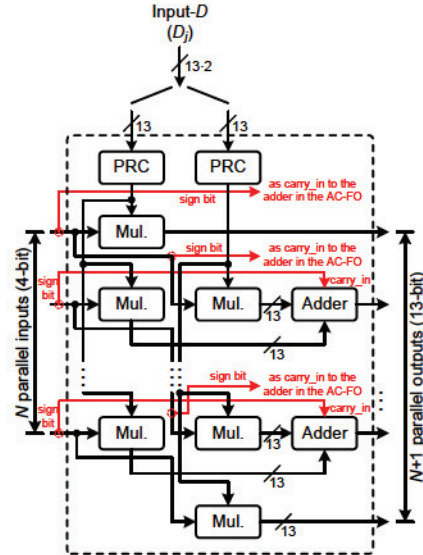 Input-D
(Dj)
13·2
13
13
PRC
PRC
as carry_in to the
adder in the AC-FO
sign bit
Mul.
sign bit
as carry_in to the
adder in the AC-FO
sign
bit
carry_in
Mul.
Mul.
13
Adder
13
sign bit
as carry_in to the
adder in the AC-FO
sign
bit
carry_in
Mul.
Mul.
13
Adder
13
Mul.
13
N parallel inputs (4-bit)
N+1 parallel outputs (13-bit)